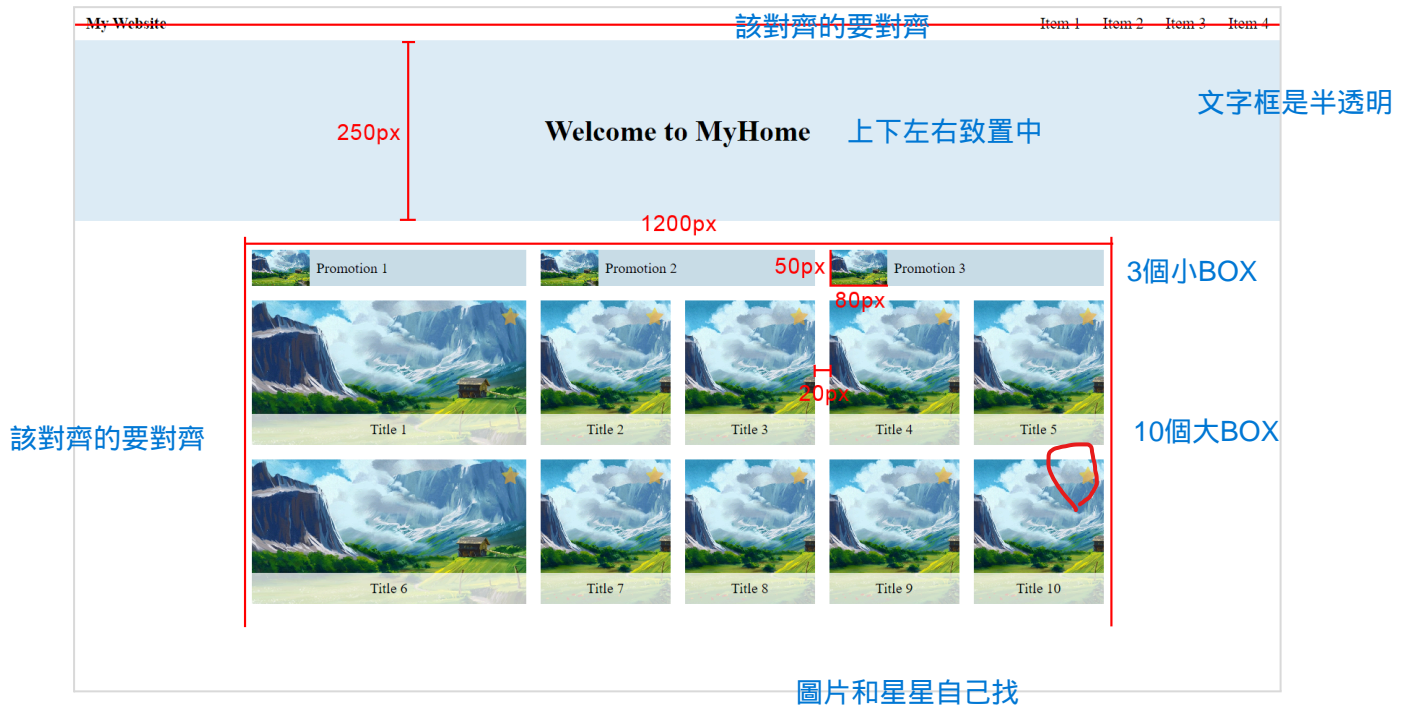 My Website
該對齊的要對齊
Item 1 Item 2 Item 3 Item 4
文字框是半透明
250px
Welcome to MyHome
上下左右致置中
1200px
Promotion 1
Promotion 2
50px
Promotion 3
3個小BOX
80px
20px
該對齊的要對齊
Title 1
Title 2
Title 3
Title 4
Title 5
10個大BOX
Title 6
Title 7
Title 8
Title 9
Title 10
圖片和星星自己找